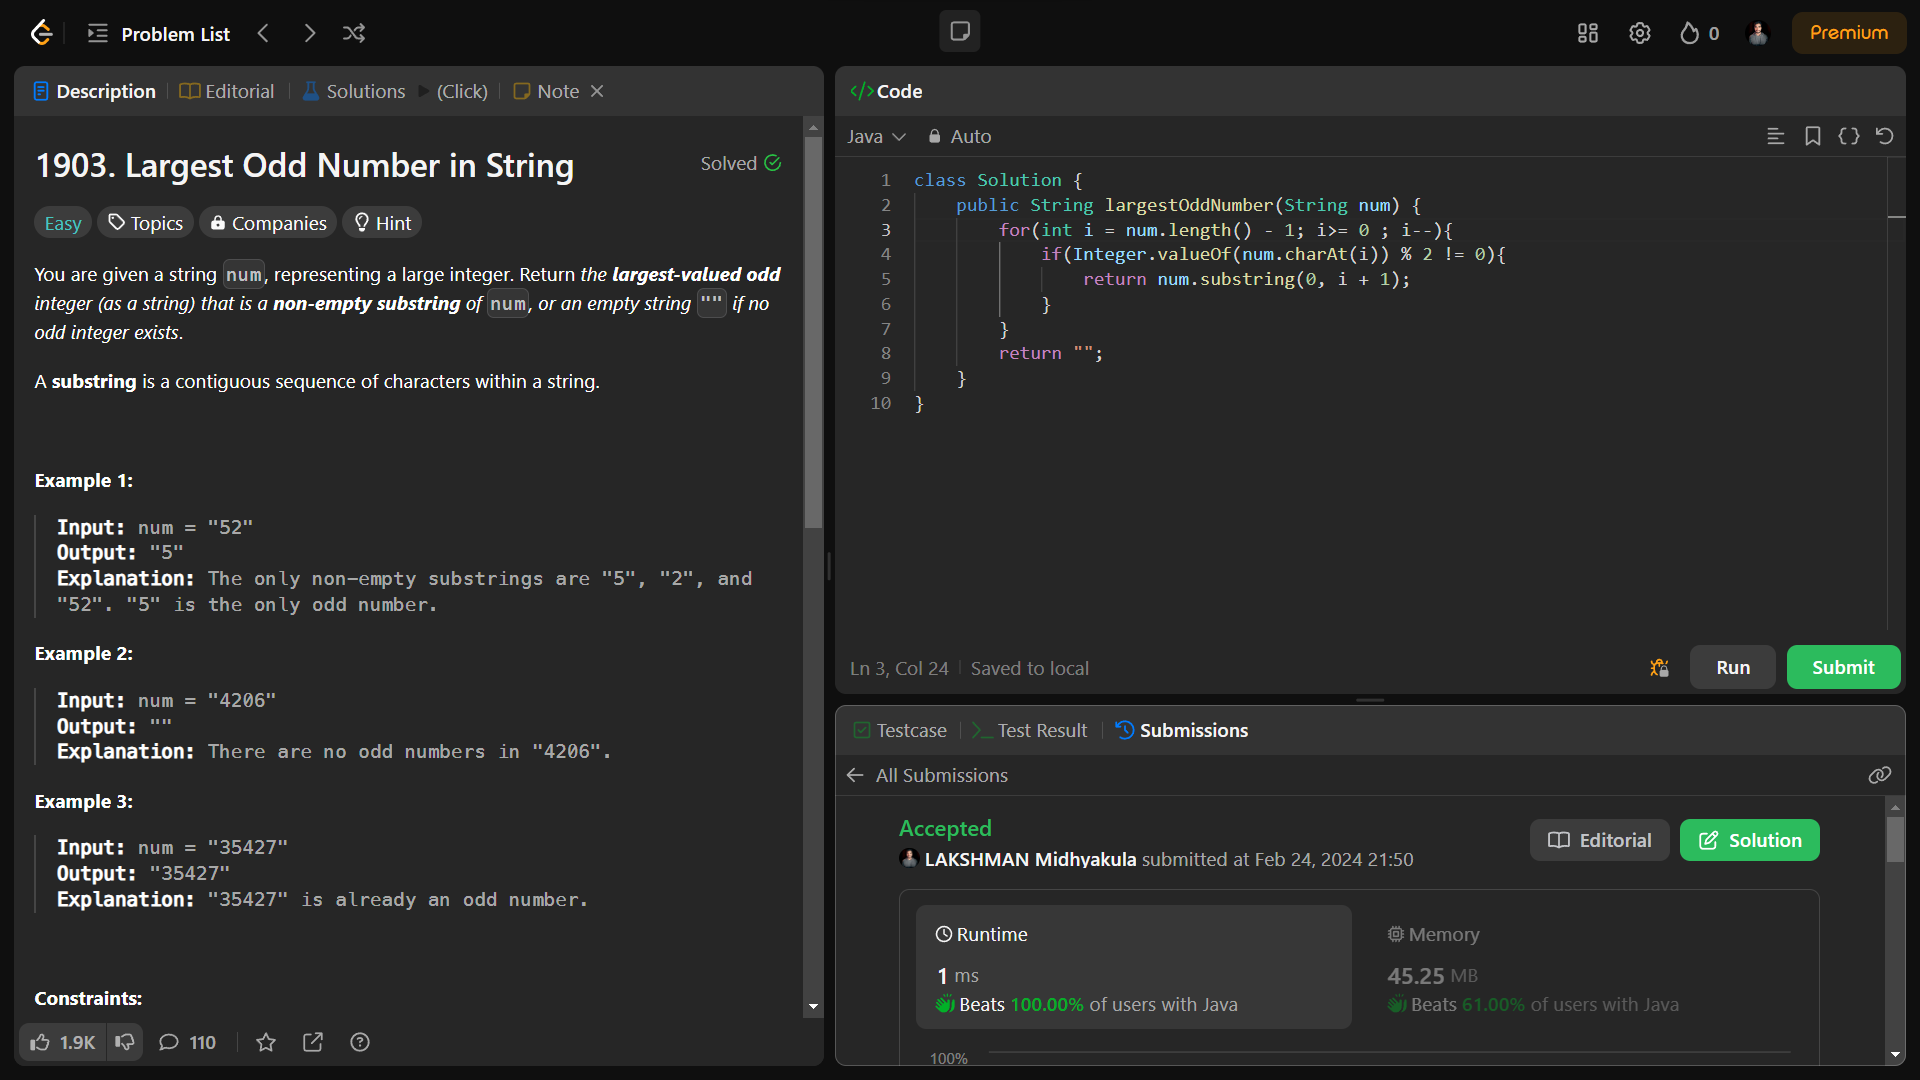 Problem List
0
Premium
Description
Editorial
Solutions
(Click)
Note
1903. Largest Odd Number in String
Solved
Easy
Topics
Companies
Hint
You are given a string num, representing a large integer. Return the largest-valued odd
integer (as a string) that is a non-empty substring of num, or an empty string "" if no
odd integer exists.
A substring is a contiguous sequence of characters within a string.
Example 1:
Input: num = "52"
Output: "5"
Explanation: The only non-empty substrings are "5", "2", and
"52". "5" is the only odd number.
Example 2:
Input: num = "4206"
Output: ""
Explanation: There are no odd numbers in "4206".
Example 3:
Input: num = "35427"
Output: "35427"
Explanation: "35427" is already an odd number.
Constraints:
1.9K
110
</>Code
Java
Auto
1 class Solution {
2     public String largestOddNumber(String num) {
3         for(int i = num.length() - 1; i>= 0 ; i--){
4             if(Integer.valueOf(num.charAt(i)) % 2 != 0){
5                 return num.substring(0, i + 1);
6             }
7         }
8         return "";
9     }
10 }
Ln 3, Col 24
Saved to local
Run
Submit
Testcase
Test Result
Submissions
All Submissions
Accepted
Editorial
Solution
LAKSHMAN Midhyakula submitted at Feb 24, 2024 21:50
Runtime
1 ms
Beats 100.00% of users with Java
Memory
45.25 MB
Beats 61.00% of users with Java
100%